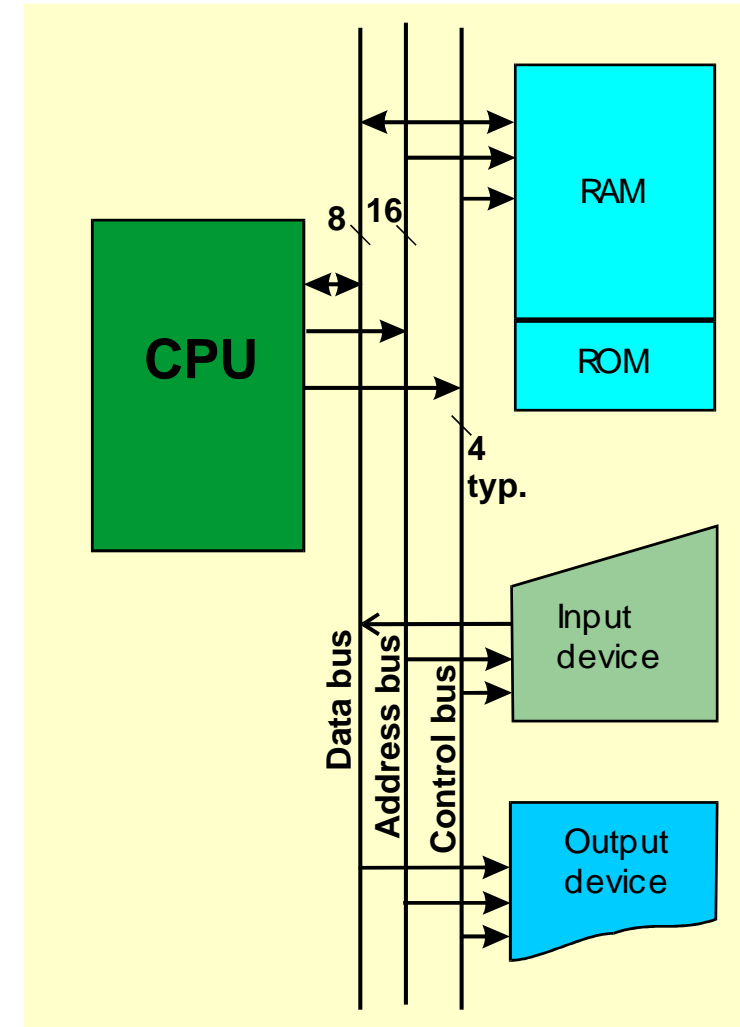 RAM
8
16
CPU
ROM
4
typ.
Input
device
Data bus
Address bus
Control bus
Output
device